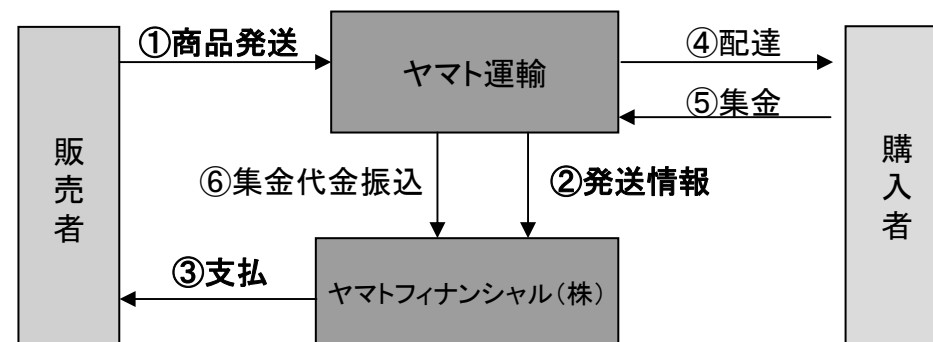 ①商品発送
ヤマト運輸
④配達
⑤集金
販売者
購入者
⑥集金代金振込
②発送情報
③支払
ヤマトフィナンシャル(株)